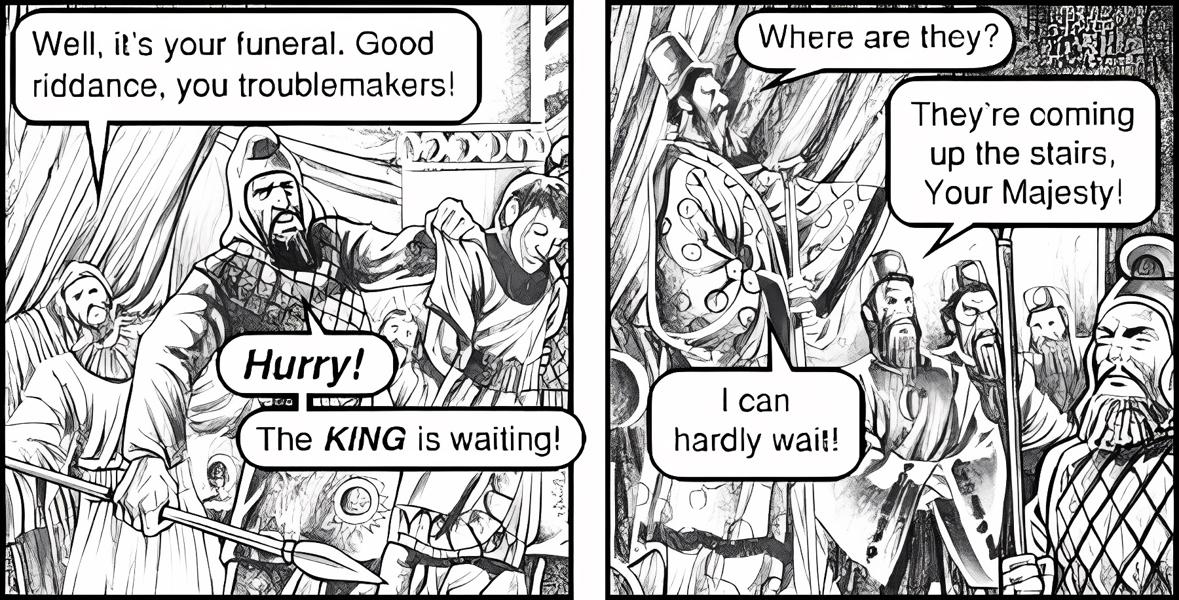 Well, it's your funeral. Good
riddance, you troublemakers!
Hurry!
The KING is waiting!
Where are they?
They're coming
up the stairs,
Your Majesty!
I can
hardly wait!